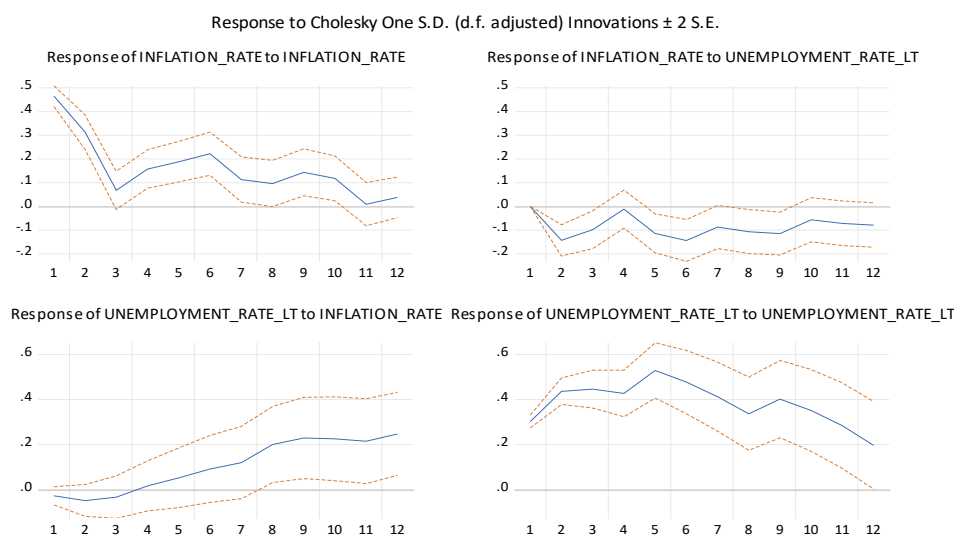 Response to Cholesky One S.D. (d.f. adjusted) Innovations ± 2 S.E.
Response of INFLATION_RATE to INFLATION_RATE
.5
.4
.3
.2
.1
.0
-.1
-.2
1 2 3 4 5 6 7 8 9 10 11 12
Response of INFLATION_RATE to UNEMPLOYMENT_RATE_LT
.5
.4
.3
.2
.1
.0
-.1
-.2
1 2 3 4 5 6 7 8 9 10 11 12
Response of UNEMPLOYMENT_RATE_LT to INFLATION_RATE
.6
.4
.2
.0
1 2 3 4 5 6 7 8 9 10 11 12
Response of UNEMPLOYMENT_RATE_LT to UNEMPLOYMENT_RATE_LT
.6
.4
.2
.0
1 2 3 4 5 6 7 8 9 10 11 12